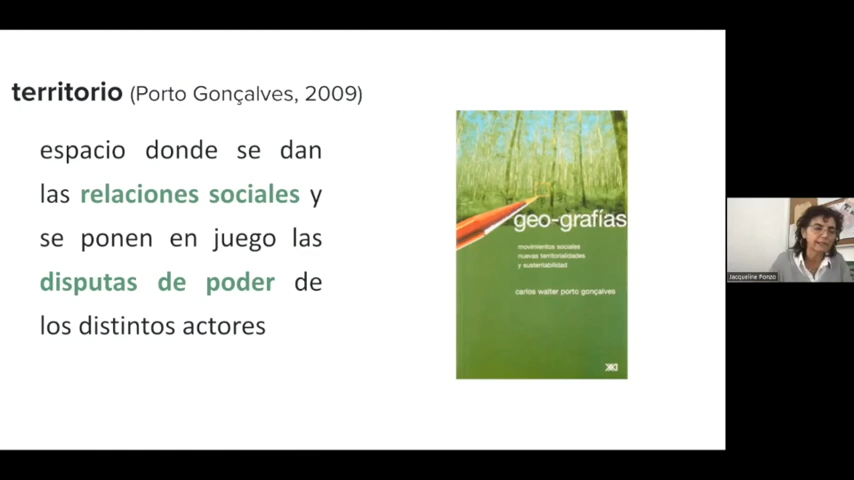 territorio (Porto Gonçalves, 2009)
espacio donde se dan
las relaciones sociales y
se ponen en juego las
disputas de poder de
los distintos actores
geo-grafías
movimientos sociales
nuevas territorialidades
y sustentabilidad
carlos walter porto gonçalves
Jacqueline Ponzo